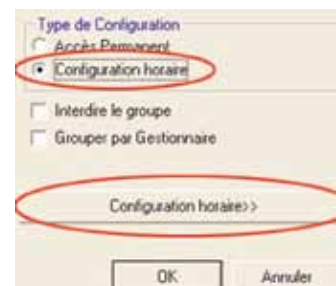 Type de Configuration
Accès Permanent
Configuration horaire
Interdire le groupe
Grouper par Gestionnaire
Configuration horaire>>
OK
Annuler